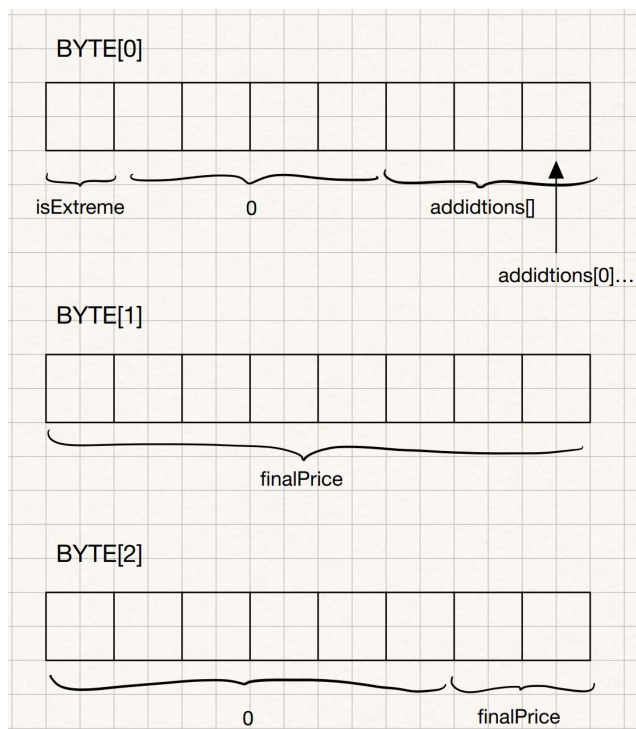 BYTE[0]
isExtreme
0
addidtions[]
addidtions[0]...
BYTE[1]
finalPrice
BYTE[2]
0
finalPrice